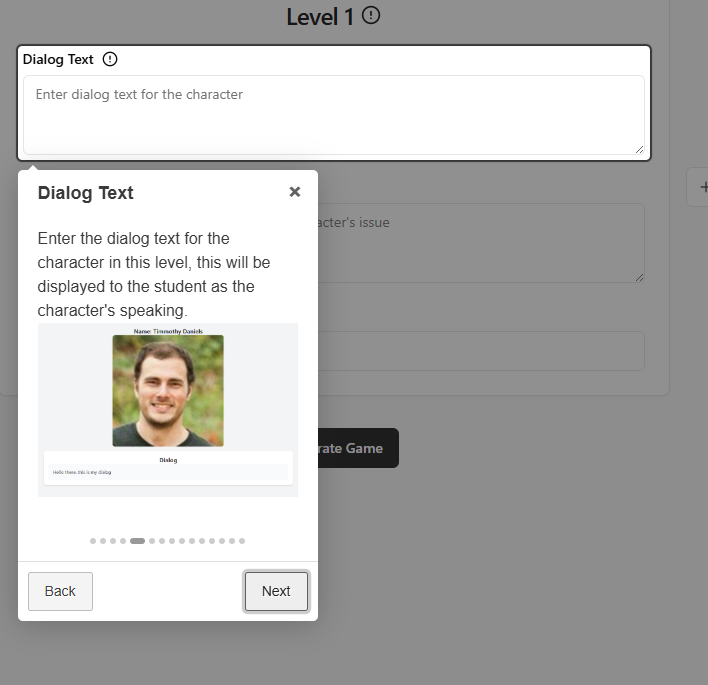 Level 1
Dialog Text
Enter dialog text for the character
Dialog Text
Enter the dialog text for the
character in this level, this will be
displayed to the student as the
character's speaking.
Name: Timmothy Daniels
Dialog
Hello there this is my dialog
Back
Next
acter's issue
rate Game